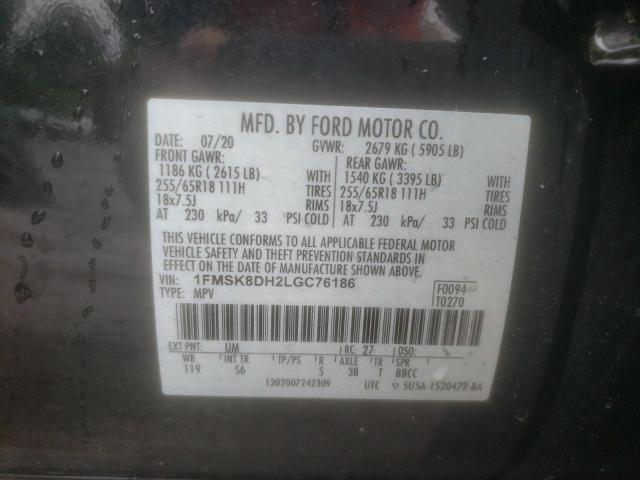 MFD. BY FORD MOTOR CO.
DATE: 07/20 GVWR: 2679 KG ( 5905 LB)
FRONT GAWR: REAR GAWR:
1186 KG ( 2615 LB) WITH 1540 KG ( 3395 LB) WITH
255/65R18 111H TIRES 255/65R18 111H TIRES
18x7.5J RIMS 18x7.5J RIMS
AT 230 kPa/ 33 PSI COLD AT 230 kPa/ 33 PSI COLD
THIS VEHICLE CONFORMS TO ALL APPLICABLE FEDERAL MOTOR
VEHICLE SAFETY AND THEFT PREVENTION STANDARDS IN
EFFECT ON THE DATE OF MANUFACTURE SHOWN ABOVE.
VIN: 1FMSK8DH2LGC76186 F0094
TYPE: MPV T0270
EXT PNT: UM RC: 27 DSO:
WB INT TR TP/PS R AXLE TR SPR
119 S6 S 38 T BBCC
1202007242309 UTC 5U5A-1520472-BA